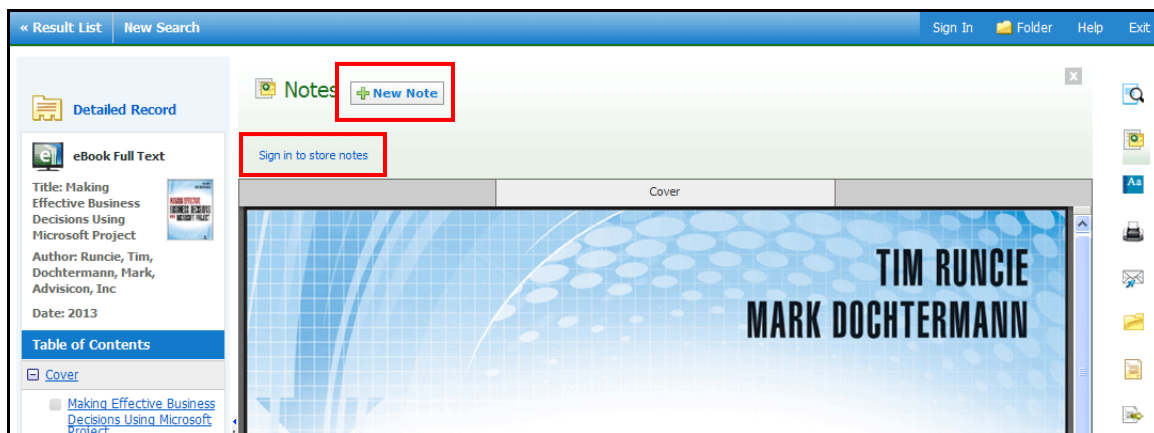 « Result List New Search Sign In Folder Help Exit
Detailed Record
eBook Full Text
Title: Making
Effective Business
Decisions Using
Microsoft Project
Author: Runcie, Tim,
Dochtermann, Mark,
Advisicon, Inc
Date: 2013
Table of Contents
Cover
Making Effective Business
Decisions Using Microsoft
Project
Notes New Note
Sign in to store notes
Cover
TIM RUNCIE
MARK DOCHTERMANN
Aa